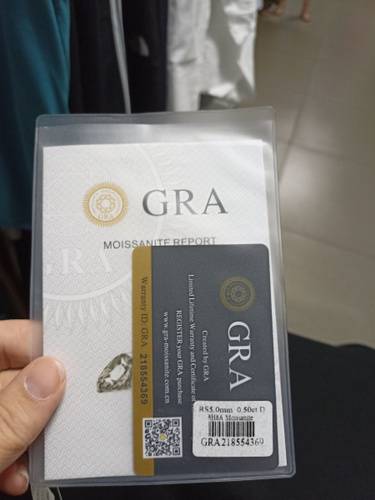 GRA
MOISSANITE REPORT
GRA
Created by GRA
Limited Lifetime Warranty and Certificate of
REGISTER your GRA purchase
www.gra-moissanite.com.cn
Warranty ID: GRA 218554369
RS5.0mm 0.50ct D
8H8A Moissanite
GRA218554369